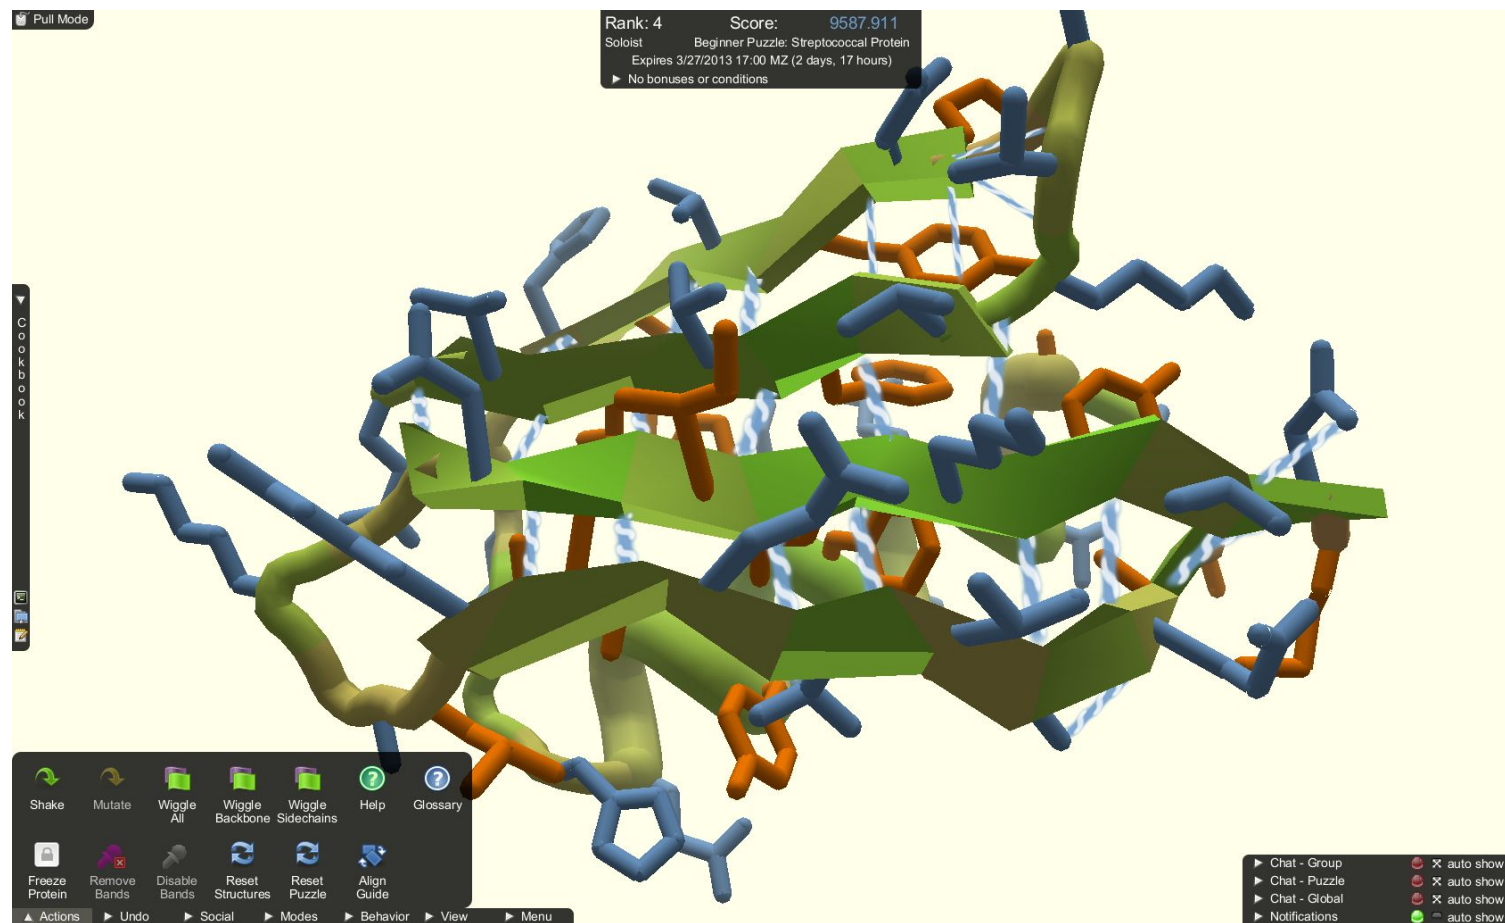 Pull Mode
Rank: 4 Score: 9587.911
Soloist Beginner Puzzle: Streptococcal Protein
Expires 3/27/2013 17:00 MZ (2 days, 17 hours)
No bonuses or conditions
Cookbook
Shake Mutate Wiggle All Wiggle Backbone Wiggle Sidechains Help Glossary
Freeze Protein Remove Bands Disable Bands Reset Structures Reset Puzzle Align Guide
Actions Undo Social Modes Behavior View Menu
Chat - Group auto show
Chat - Puzzle auto show
Chat - Global auto show
Notifications auto show